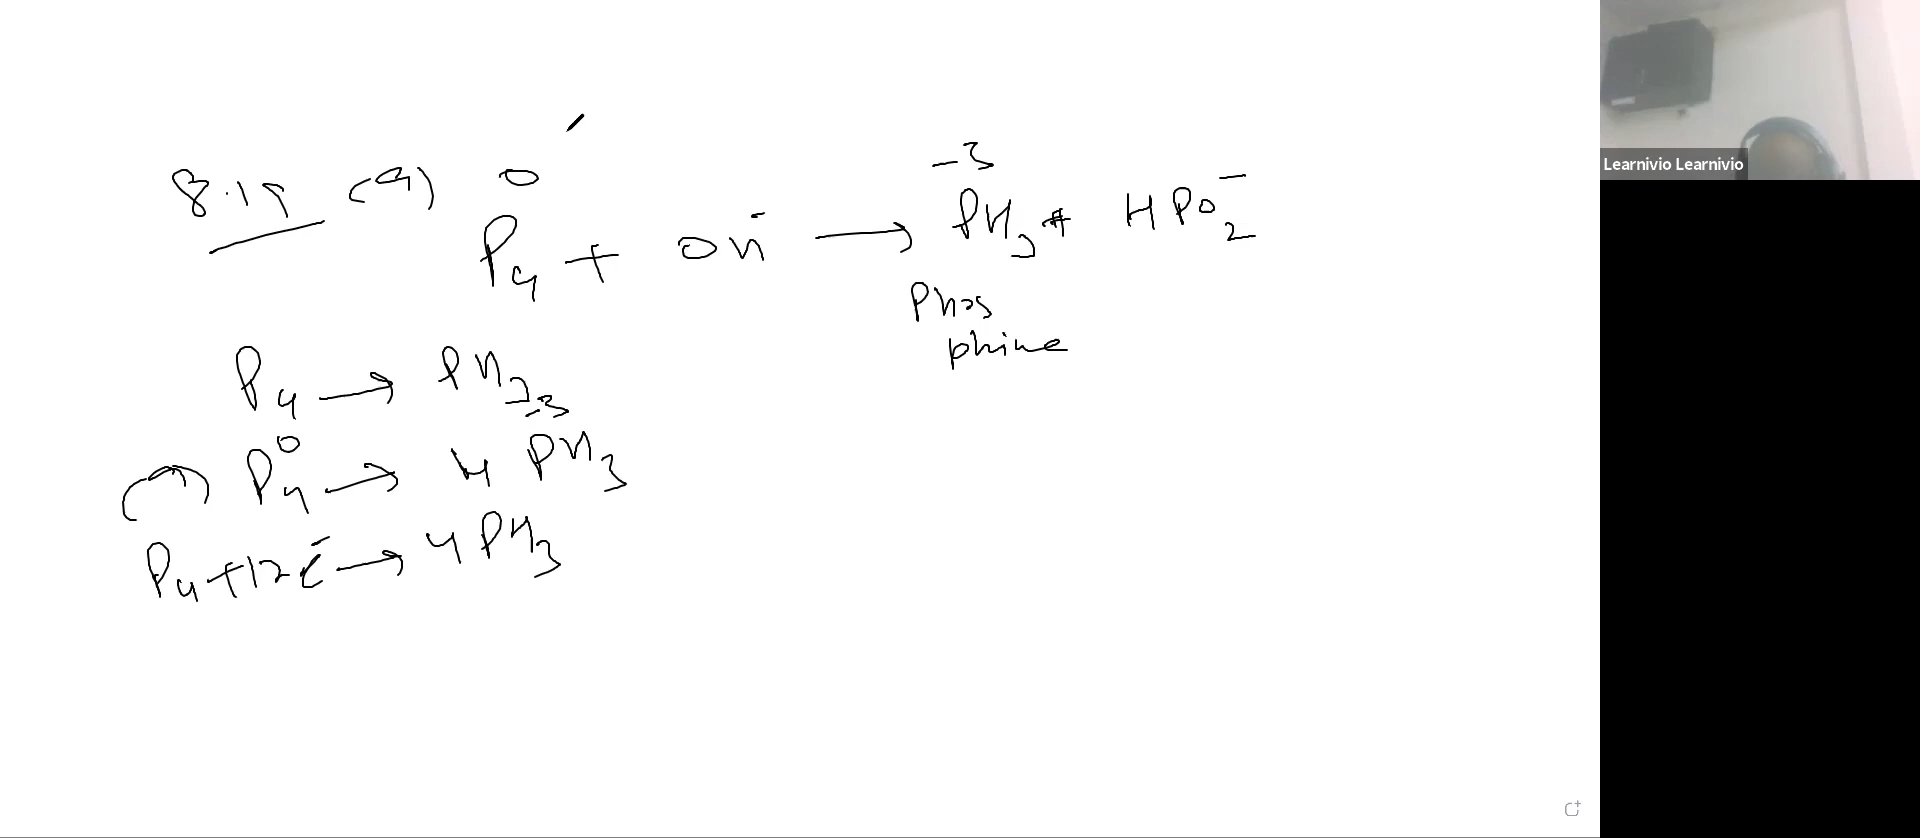 8.19 (a) 0
-3
P4 + OH⁻ ⟶ PH3 + HPO2⁻
Phos
phine
P4 ⟶ PH3
0 -3
P4 ⟶ 4 PH3
P4 + 12e⁻ ⟶ 4 PH3
Learnivio Learnivio